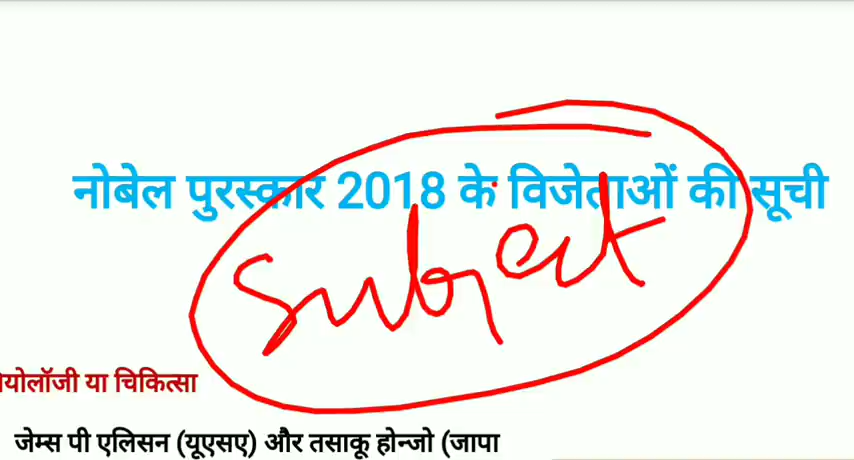 नोबेल पुरस्कार 2018 के विजेताओं की सूची
Subject
योलॉजी या चिकित्सा
जेम्स पी एलिसन (यूएसए) और तसाकू होन्जो (जापा